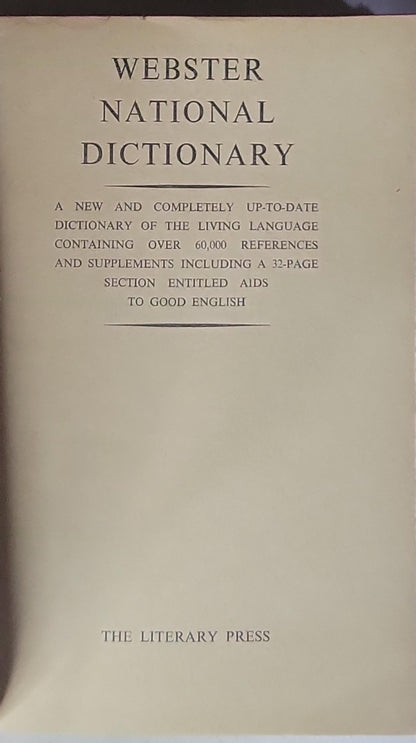 WEBSTER
NATIONAL
DICTIONARY
A NEW AND COMPLETELY UP-TO-DATE
DICTIONARY OF THE LIVING LANGUAGE
CONTAINING OVER 60,000 REFERENCES
AND SUPPLEMENTS INCLUDING A 32-PAGE
SECTION ENTITLED AIDS
TO GOOD ENGLISH
THE LITERARY PRESS